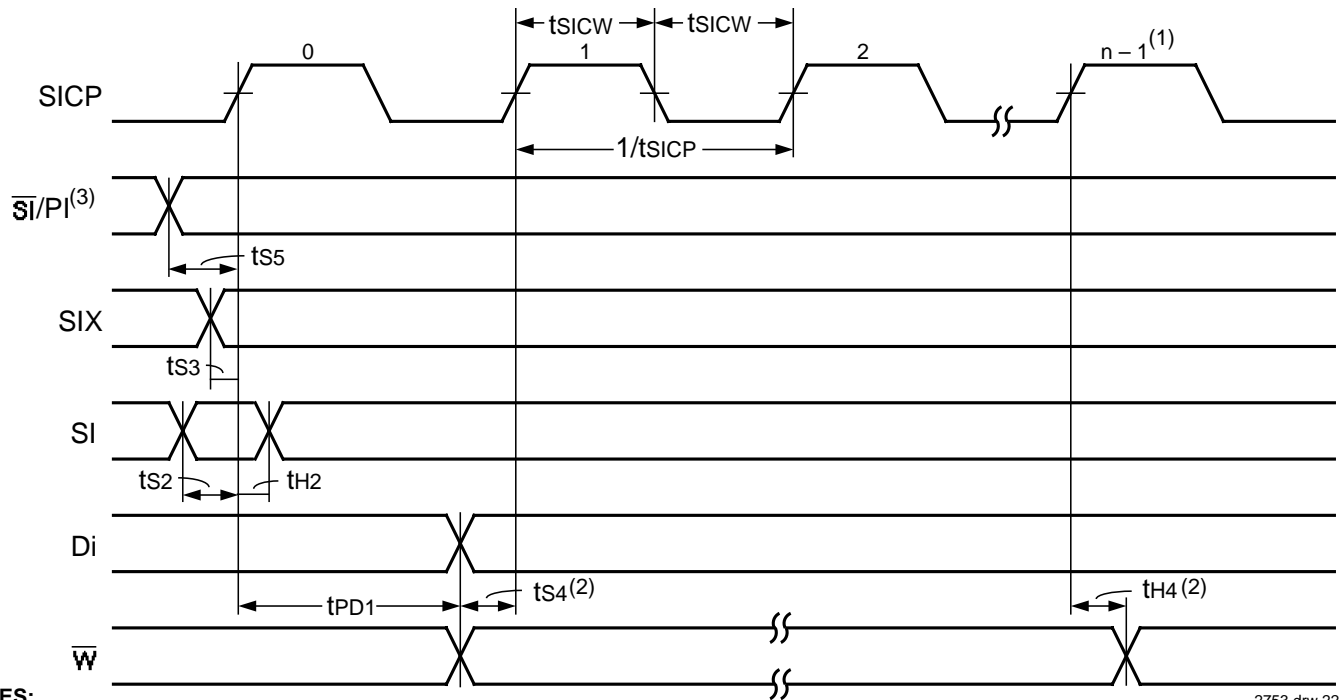 tSICW tSICW
0 1 2 n – 1(1)
SICP
1/tSICP
SI/PI(3)
tS5
SIX
tS3
SI
tS2 tH2
Di
tPD1 tS4(2) tH4(2)
W
ES: